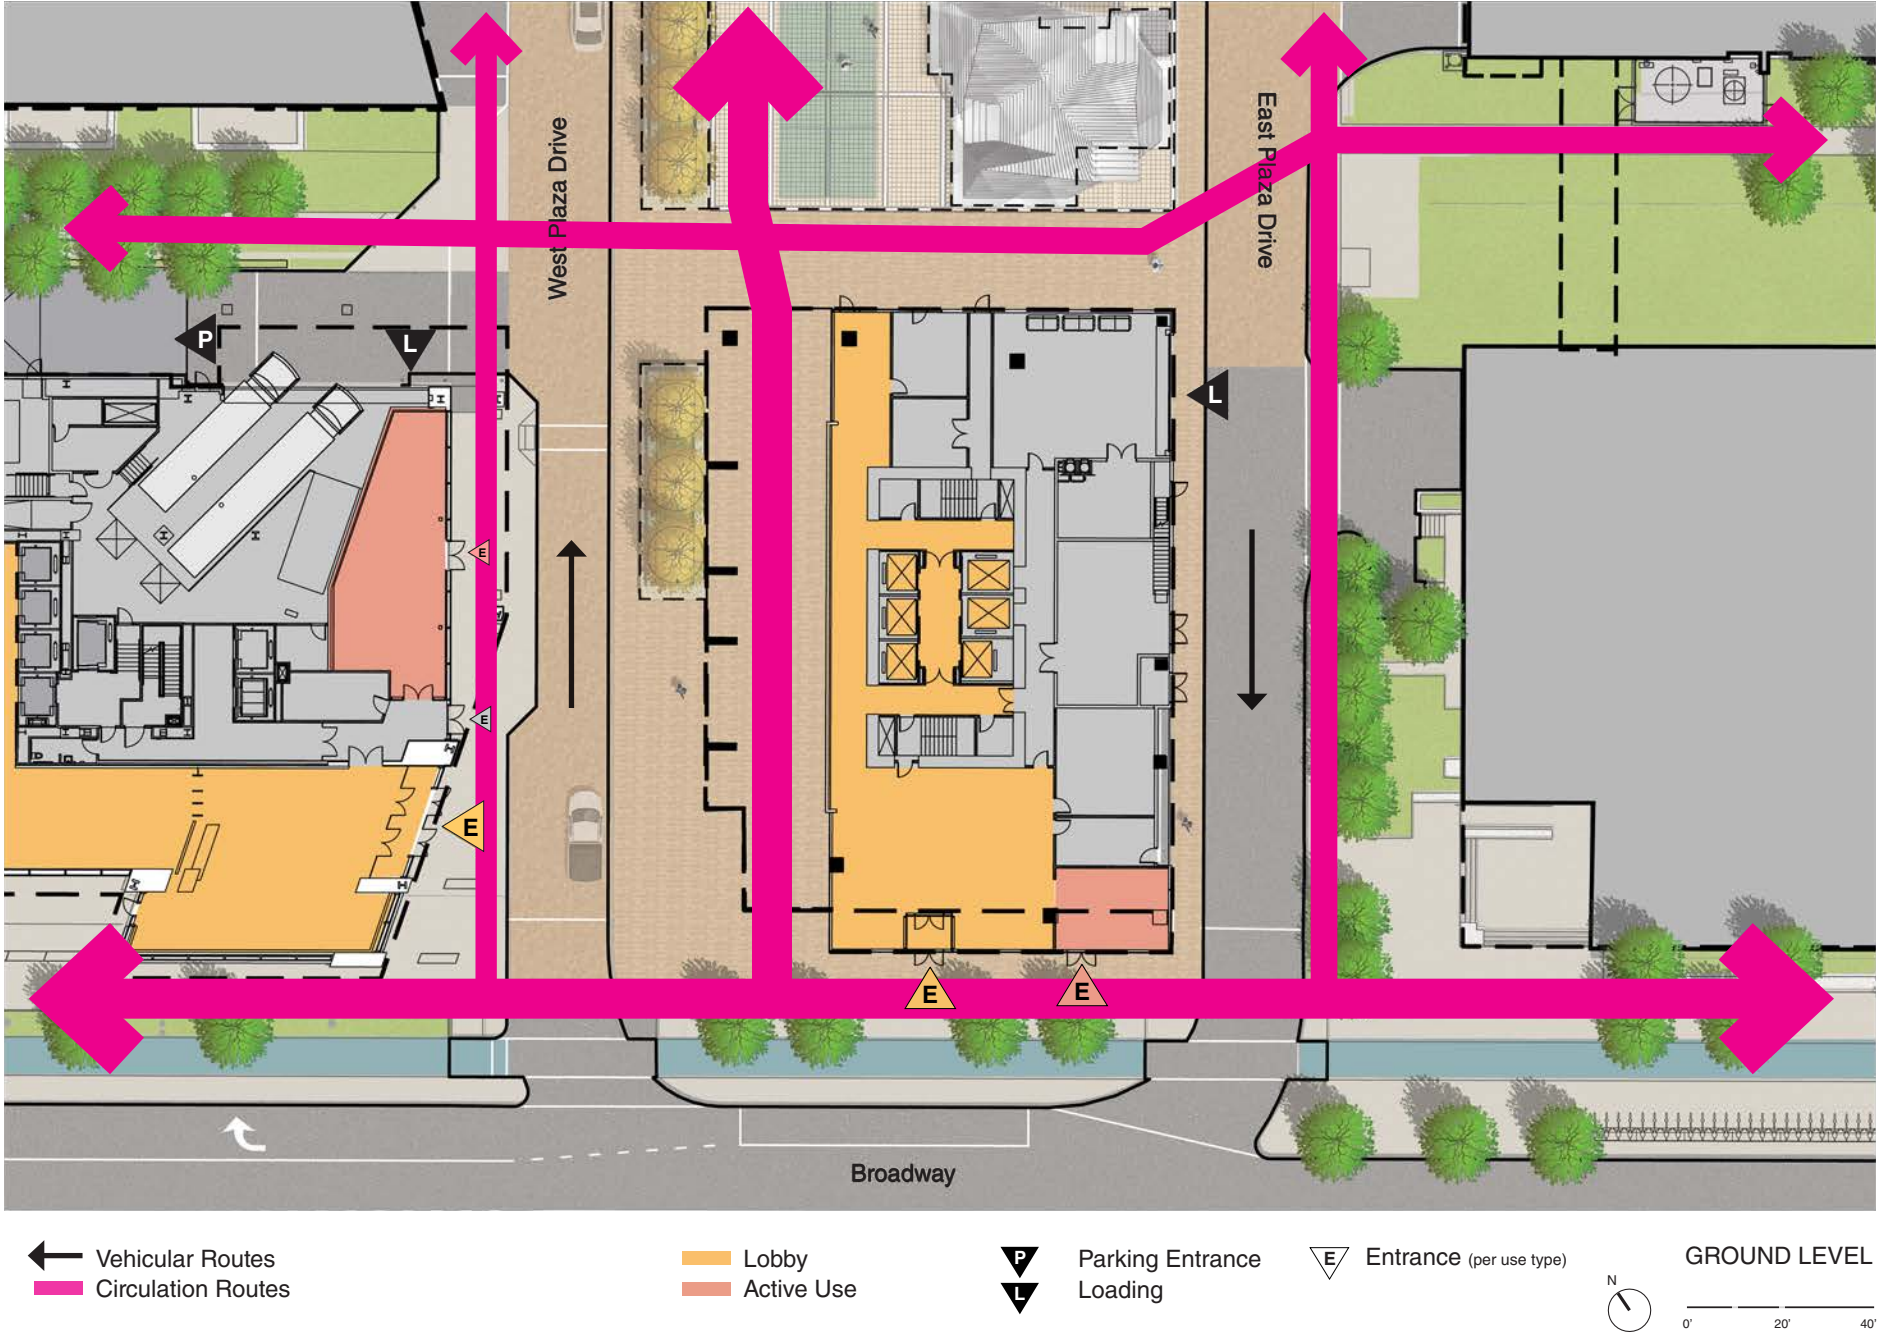 West Plaza Drive
East Plaza Drive
P
L
L
E
E
E
E
E
Broadway
Vehicular Routes
Circulation Routes
Lobby
Active Use
P Parking Entrance
L Loading
E Entrance (per use type)
GROUND LEVEL
N
0' 20' 40'